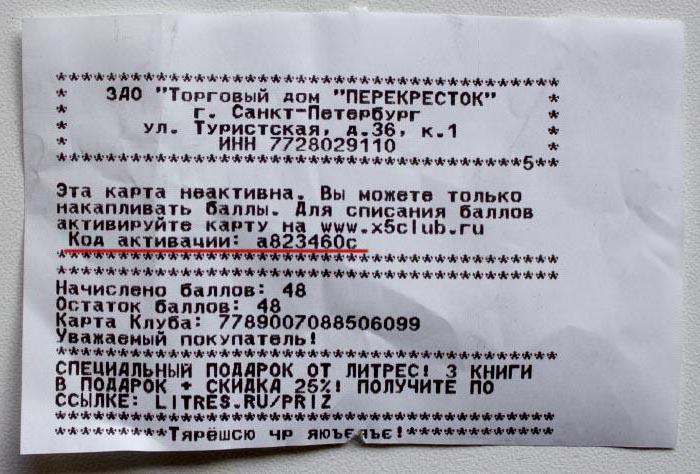 ********************************************
* ЗАО "Торговый дом "ПЕРЕКРЕСТОК" *
* г. Санкт-Петербург *
* ул. Туристская, д.36, к.1 *
* ИНН 7728029110 *
*****************************************5**
Эта карта неактивна. Вы можете только
накапливать баллы. Для списания баллов
активируйте карту на www.x5club.ru
Код активации: a823460c
********************************************
********************************************
Начислено баллов: 48
Остаток баллов: 48
Карта Клуба: 7789007088506099
Уважаемый покупатель!
********************************************
СПЕЦИАЛЬНЫЙ ПОДАРОК ОТ ЛИТРЕС! 3 КНИГИ
В ПОДАРОК + СКИДКА 25%! ПОЛУЧИТЕ ПО
ССЫЛКЕ: LITRES.RU/PRIZ
********************************************
**********Тярёшсю чр яюъєяъє!*************